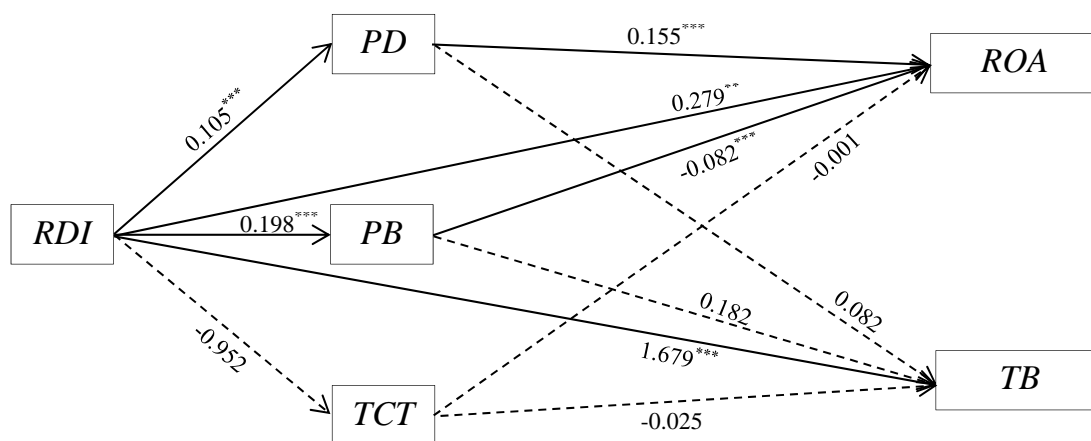 PD
0.155***
ROA
0.105***
0.279**
-0.082***
-0.001
RDI
0.198***
PB
0.182
0.082
-0.952
1.679***
TB
TCT
-0.025